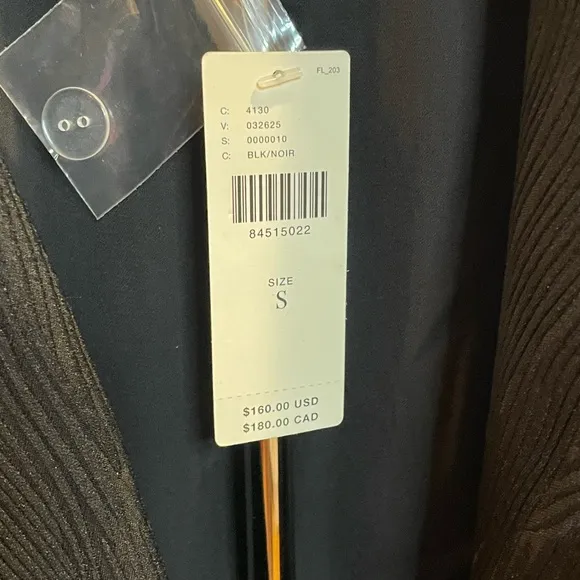 FL_203
C: 4130
V: 032625
S: 0000010
C: BLK/NOIR
84515022
SIZE
S
$160.00 USD
$180.00 CAD